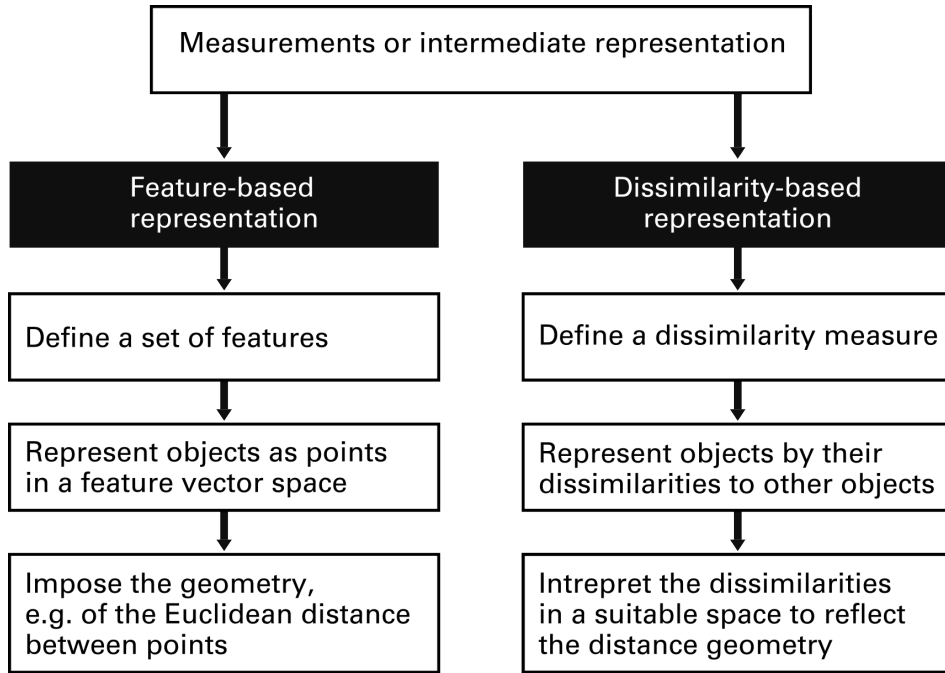 Measurements or intermediate representation
Feature-based
representation
Define a set of features
Represent objects as points
in a feature vector space
Impose the geometry,
e.g. of the Euclidean distance
between points
Dissimilarity-based
representation
Define a dissimilarity measure
Represent objects by their
dissimilarities to other objects
Intrepret the dissimilarities
in a suitable space to reflect
the distance geometry